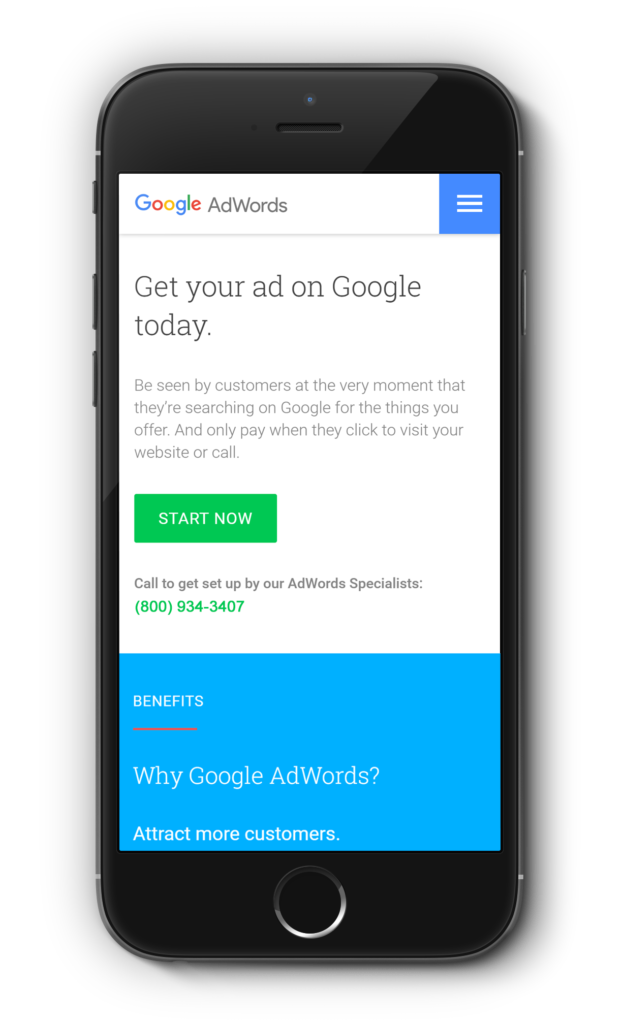 Google AdWords
Get your ad on Google
today.
Be seen by customers at the very moment that
they're searching on Google for the things you
offer. And only pay when they click to visit your
website or call.
START NOW
Call to get set up by our AdWords Specialists:
(800) 934-3407
BENEFITS
Why Google AdWords?
Attract more customers.